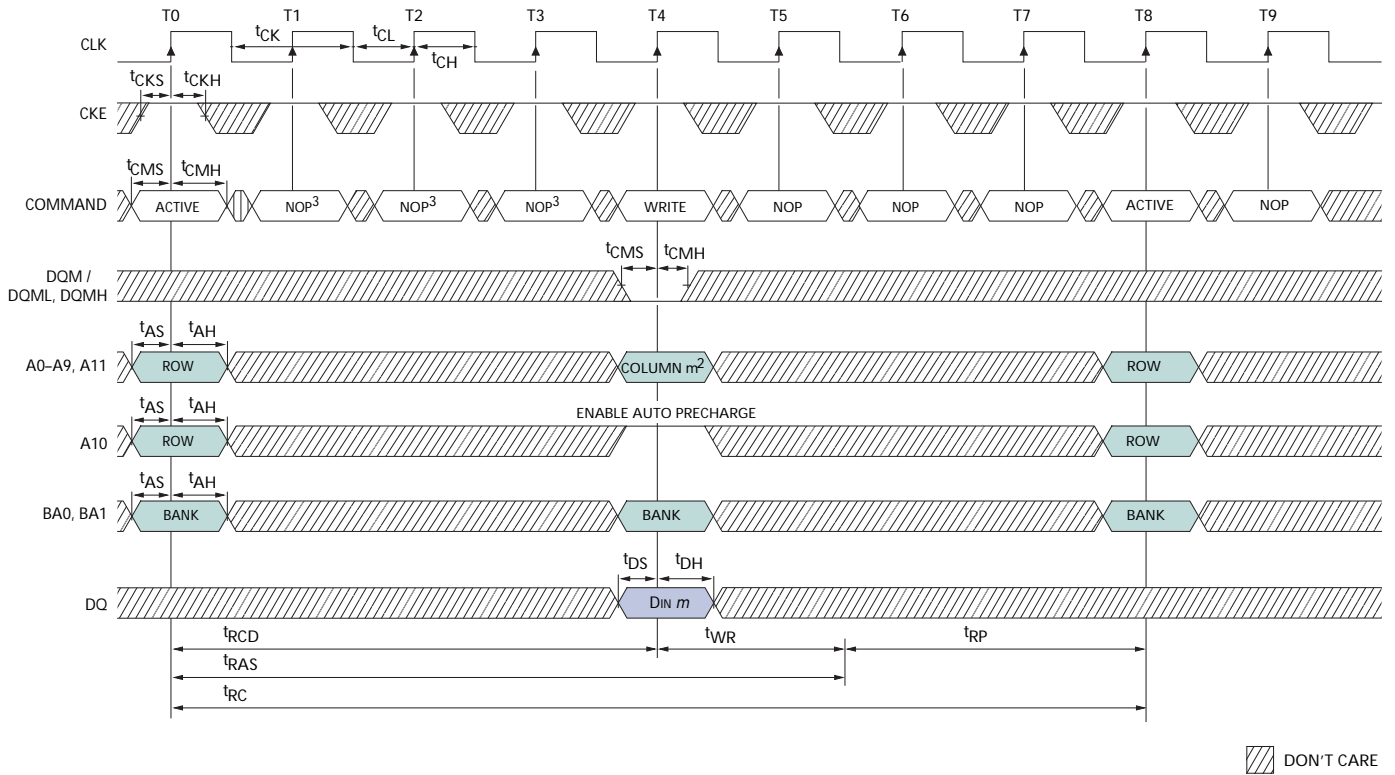 T0 T1 T2 T3 T4 T5 T6 T7 T8 T9
CLK tCK tCL tCH
tCKS tCKH
CKE
tCMS tCMH
COMMAND ACTIVE NOP3 NOP3 NOP3 WRITE NOP NOP NOP ACTIVE NOP
tCMS tCMH
DQM /
DQML, DQMH
tAS tAH
A0–A9, A11 ROW COLUMN m2 ROW
tAS tAH ENABLE AUTO PRECHARGE
A10 ROW ROW
tAS tAH
BA0, BA1 BANK BANK BANK
tDS tDH
DQ DIN m
tRCD tWR tRP
tRAS
tRC
DON'T CARE